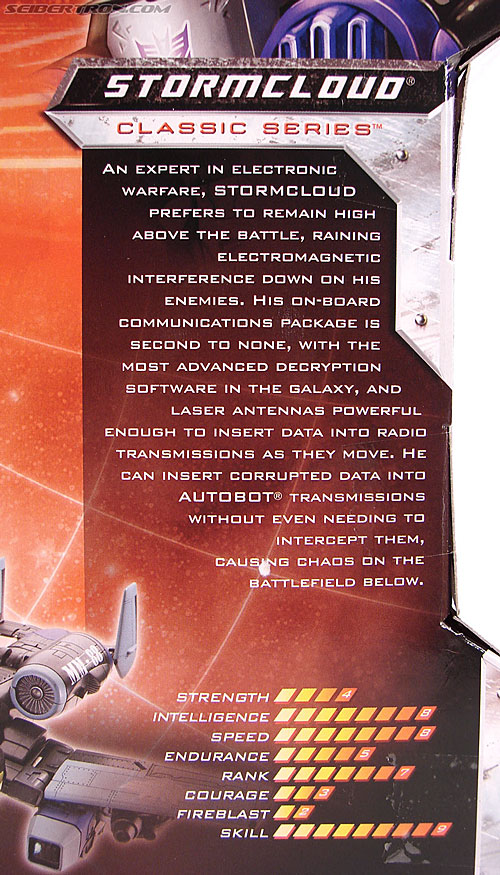 SEIBERTRON.COM
STORMCLOUD®
CLASSIC SERIES™
AN EXPERT IN ELECTRONIC
WARFARE, STORMCLOUD
PREFERS TO REMAIN HIGH
ABOVE THE BATTLE, RAINING
ELECTROMAGNETIC
INTERFERENCE DOWN ON HIS
ENEMIES. HIS ON-BOARD
COMMUNICATIONS PACKAGE IS
SECOND TO NONE, WITH THE
MOST ADVANCED DECRYPTION
SOFTWARE IN THE GALAXY, AND
LASER ANTENNAS POWERFUL
ENOUGH TO INSERT DATA INTO RADIO
TRANSMISSIONS AS THEY MOVE. HE
CAN INSERT CORRUPTED DATA INTO
AUTOBOT® TRANSMISSIONS
WITHOUT EVEN NEEDING TO
INTERCEPT THEM,
CAUSING CHAOS ON THE
BATTLEFIELD BELOW.
STRENGTH 4
INTELLIGENCE 8
SPEED 8
ENDURANCE 5
RANK 7
COURAGE 3
FIREBLAST 2
SKILL 9